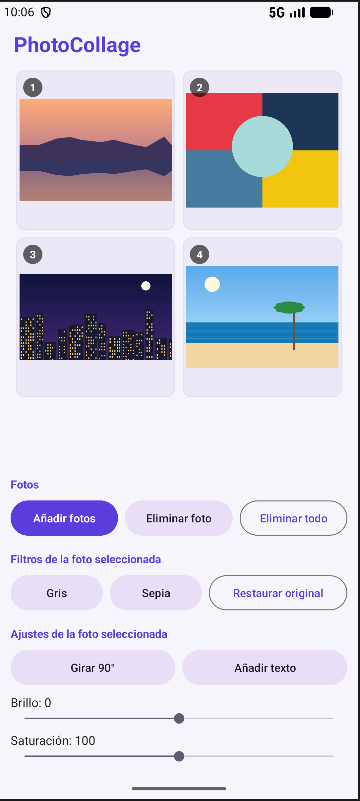 10:06 5G
PhotoCollage
1 2
3 4
Fotos
Añadir fotos Eliminar foto Eliminar todo
Filtros de la foto seleccionada
Gris Sepia Restaurar original
Ajustes de la foto seleccionada
Girar 90° Añadir texto
Brillo: 0
Saturación: 100